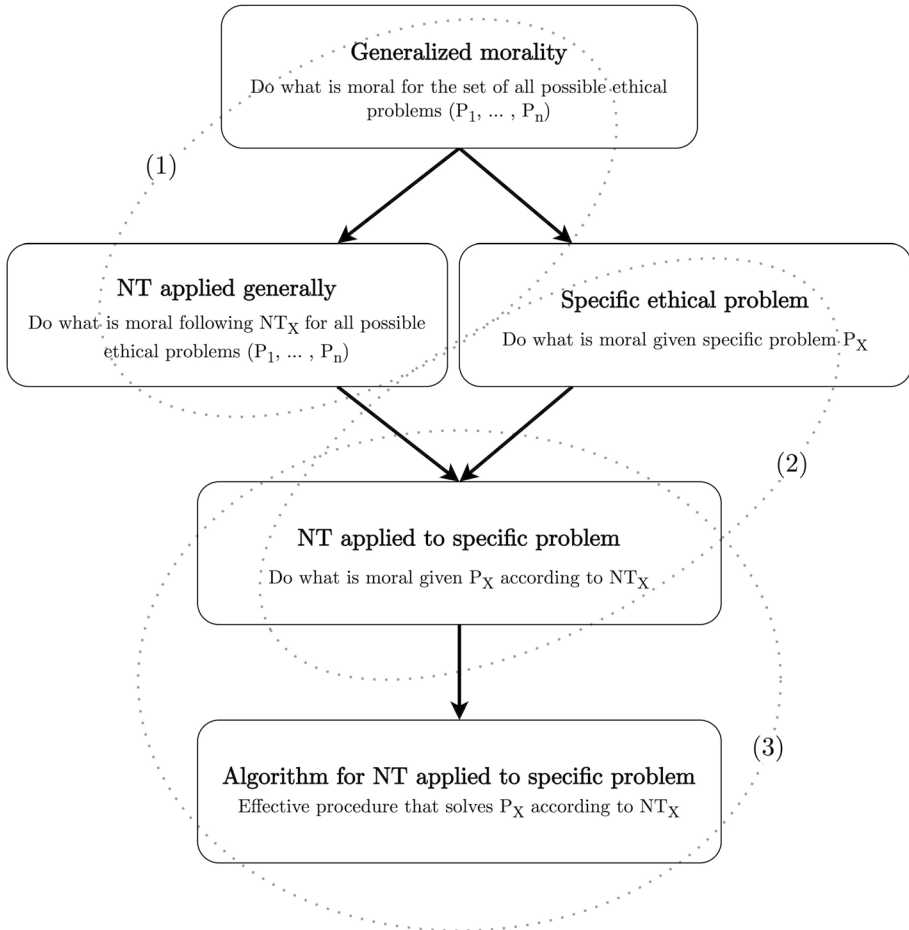 Generalized morality
Do what is moral for the set of all possible ethical
problems (P₁, ... , Pₙ)
(1)
NT applied generally
Do what is moral following NTₓ for all possible
ethical problems (P₁, ... , Pₙ)
Specific ethical problem
Do what is moral given specific problem Pₓ
(2)
NT applied to specific problem
Do what is moral given Pₓ according to NTₓ
(3)
Algorithm for NT applied to specific problem
Effective procedure that solves Pₓ according to NTₓ